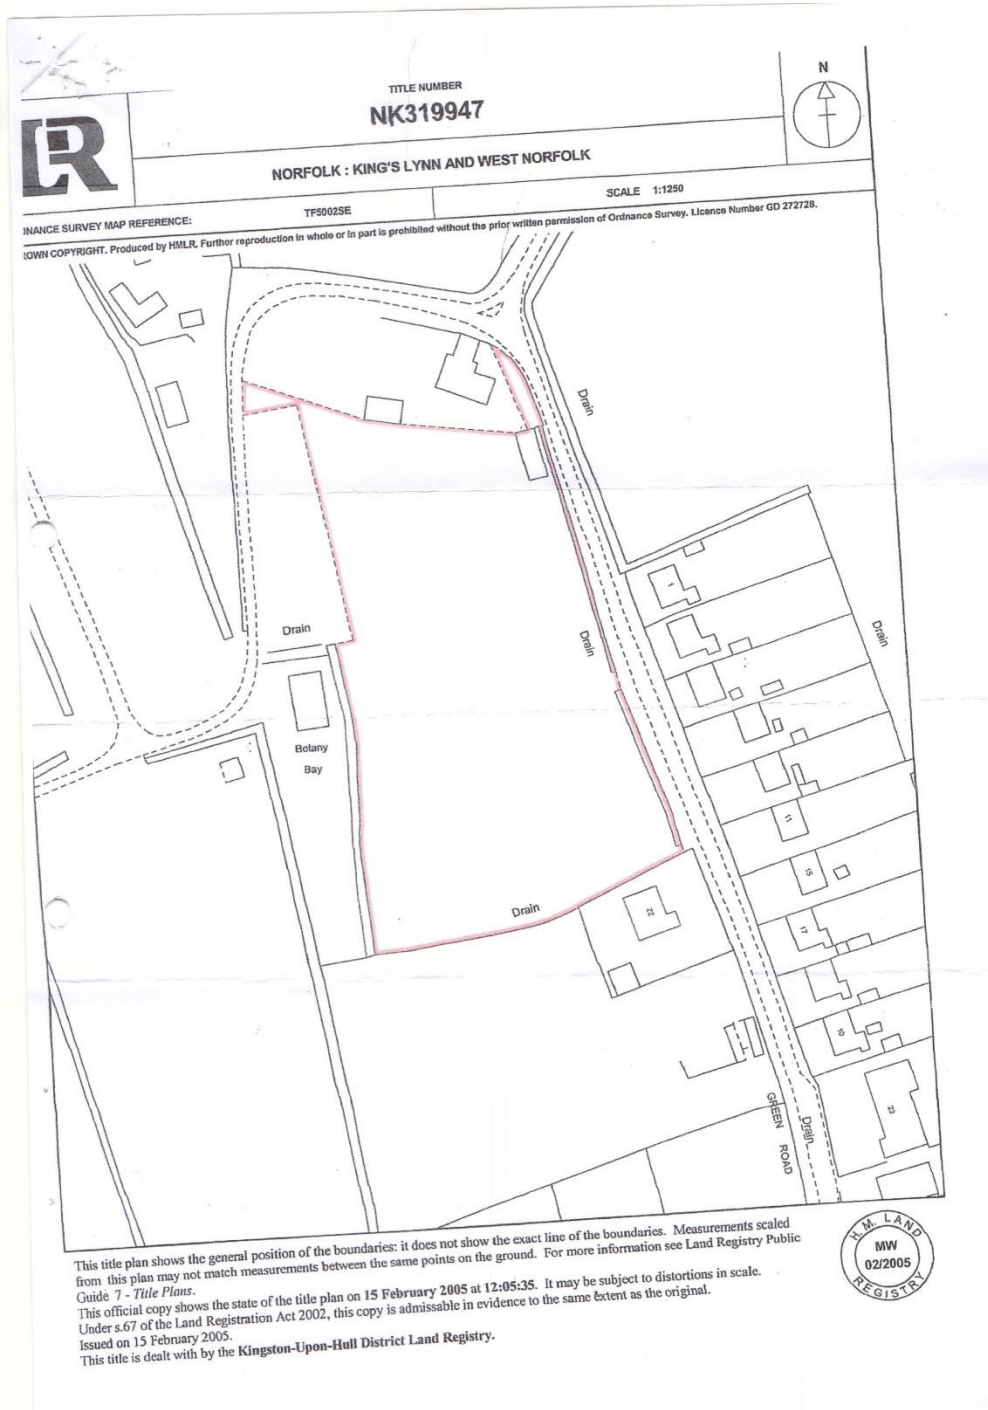 TITLE NUMBER
NK319947
N
LR
NORFOLK : KING'S LYNN AND WEST NORFOLK
NANCE SURVEY MAP REFERENCE:
TF5002SE
SCALE 1:1250
OWN COPYRIGHT. Produced by HMLR. Further reproduction in whole or in part is prohibited without the prior written permission of Ordnance Survey. Licence Number GD 272728.
Drain
1
Drain
Drain
Drain
Botany
Bay
11
15
Drain
22
17
10
23
GREEN ROAD
Drain
This title plan shows the general position of the boundaries: it does not show the exact line of the boundaries. Measurements scaled
from this plan may not match measurements between the same points on the ground. For more information see Land Registry Public
Guide 7 - Title Plans.
This official copy shows the state of the title plan on 15 February 2005 at 12:05:35. It may be subject to distortions in scale.
Under s.67 of the Land Registration Act 2002, this copy is admissable in evidence to the same extent as the original.
Issued on 15 February 2005.
This title is dealt with by the Kingston-Upon-Hull District Land Registry.
H.M. LAND
MW
02/2005
REGISTRY